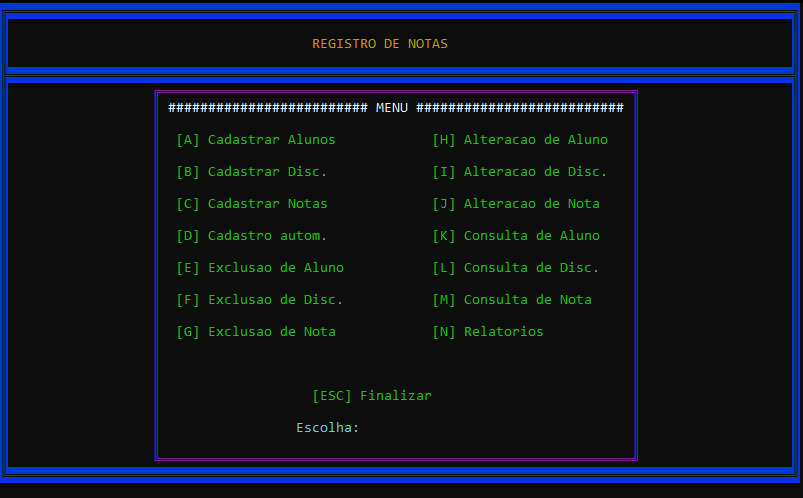 REGISTRO DE NOTAS
######################### MENU ##########################
[A] Cadastrar Alunos [H] Alteracao de Aluno
[B] Cadastrar Disc. [I] Alteracao de Disc.
[C] Cadastrar Notas [J] Alteracao de Nota
[D] Cadastro autom. [K] Consulta de Aluno
[E] Exclusao de Aluno [L] Consulta de Disc.
[F] Exclusao de Disc. [M] Consulta de Nota
[G] Exclusao de Nota [N] Relatorios
[ESC] Finalizar
Escolha: